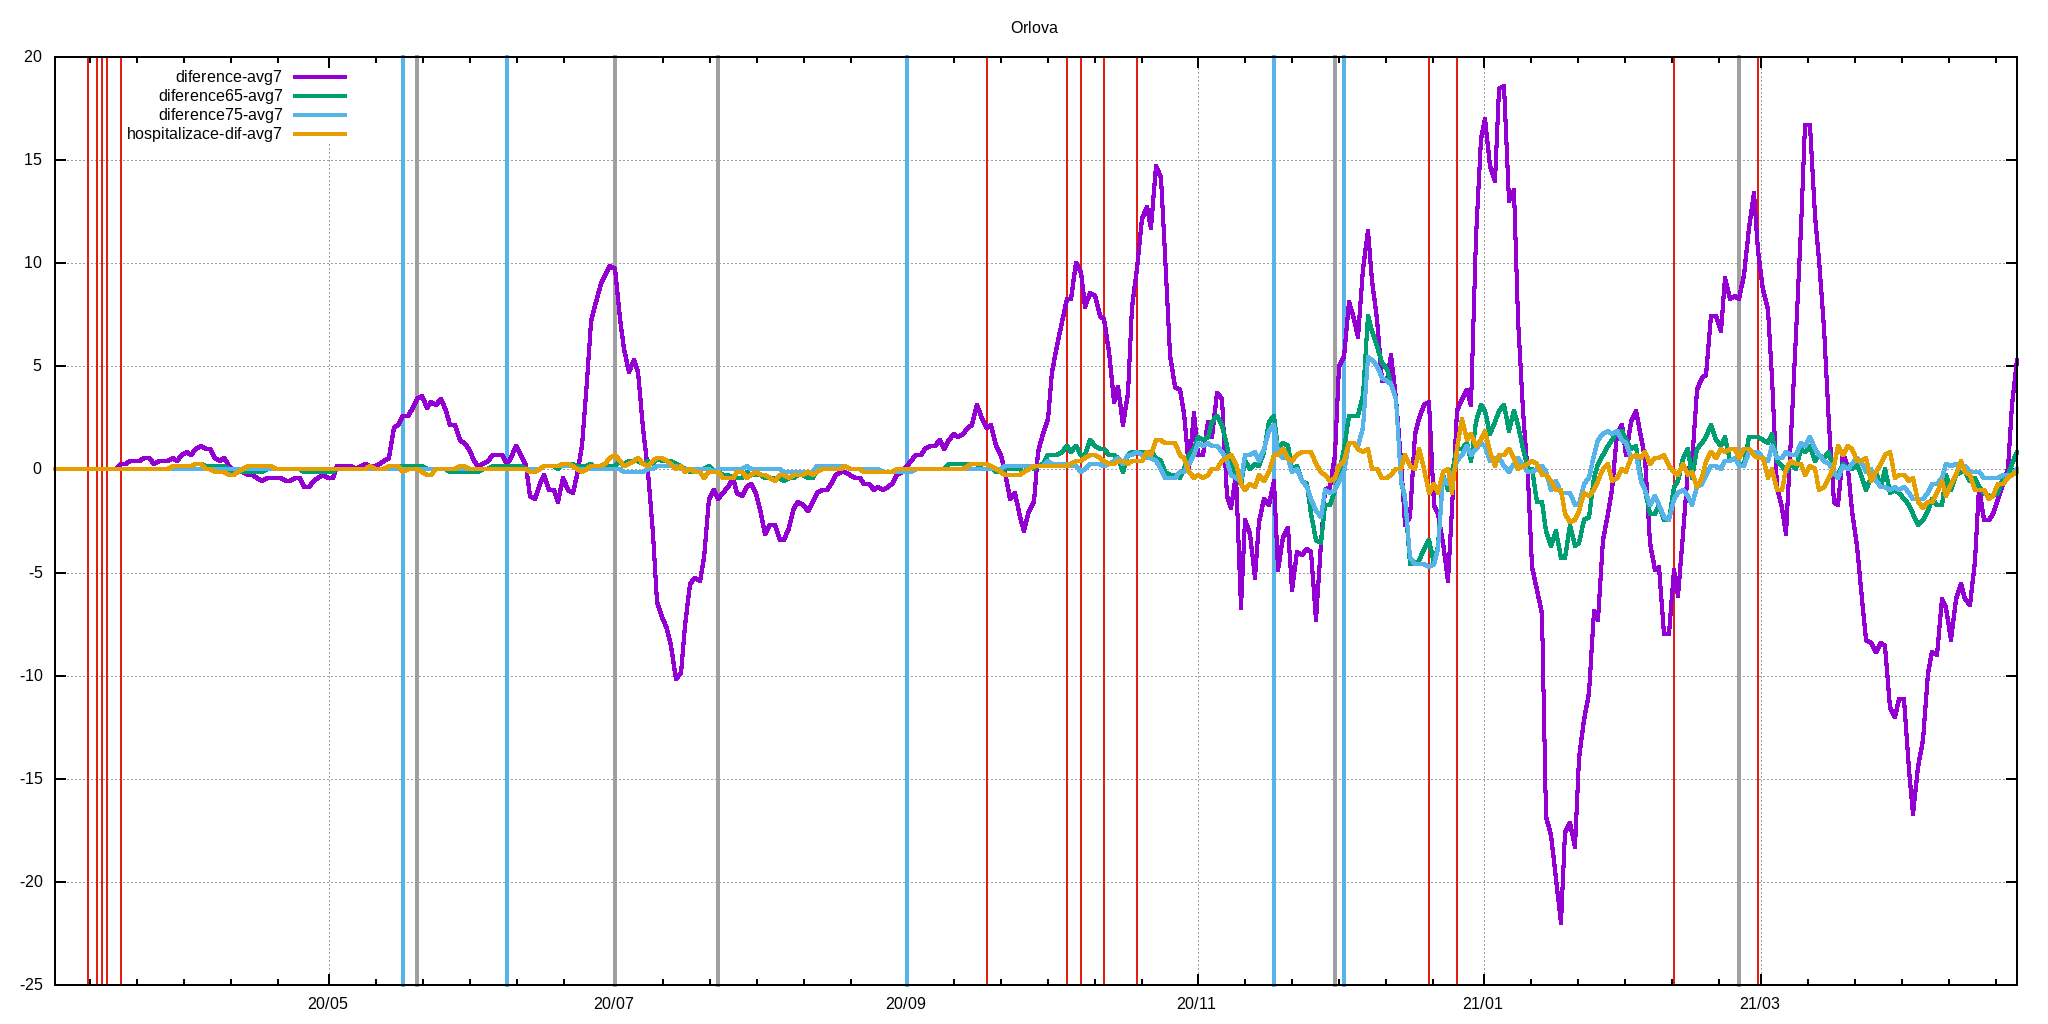 Orlova
diference-avg7
diference65-avg7
diference75-avg7
hospitalizace-dif-avg7
20
15
10
5
0
-5
-10
-15
-20
-25
20/05 20/07 20/09 20/11 21/01 21/03